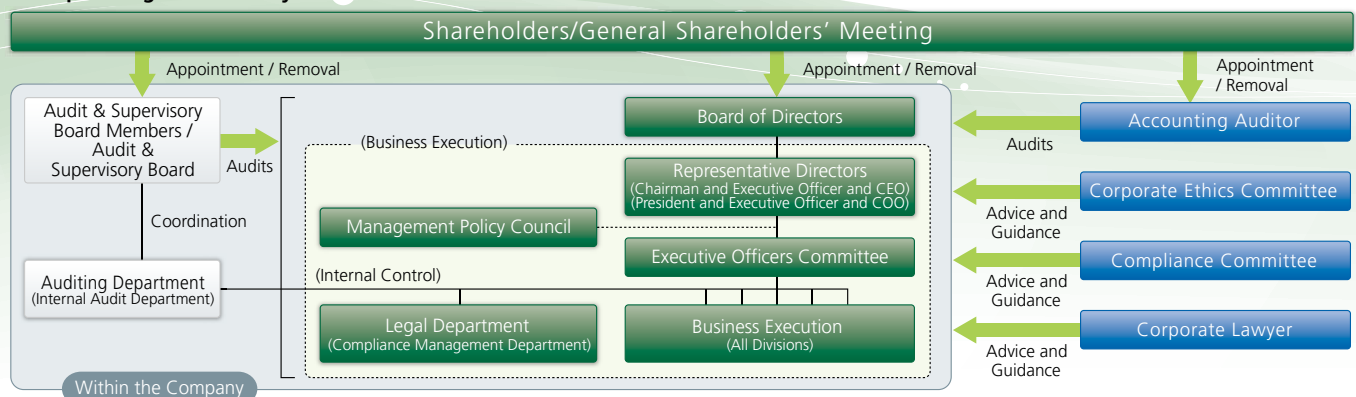 Shareholders/General Shareholders' Meeting
Appointment / Removal
Appointment / Removal
Appointment
/ Removal
Audit & Supervisory
Board Members /
Audit &
Supervisory Board
Audits
Coordination
Auditing Department
(Internal Audit Department)
(Business Execution)
Board of Directors
Representative Directors
(Chairman and Executive Officer and CEO)
(President and Executive Officer and COO)
Management Policy Council
Executive Officers Committee
(Internal Control)
Legal Department
(Compliance Management Department)
Business Execution
(All Divisions)
Accounting Auditor
Audits
Corporate Ethics Committee
Advice and
Guidance
Compliance Committee
Advice and
Guidance
Corporate Lawyer
Advice and
Guidance
Within the Company